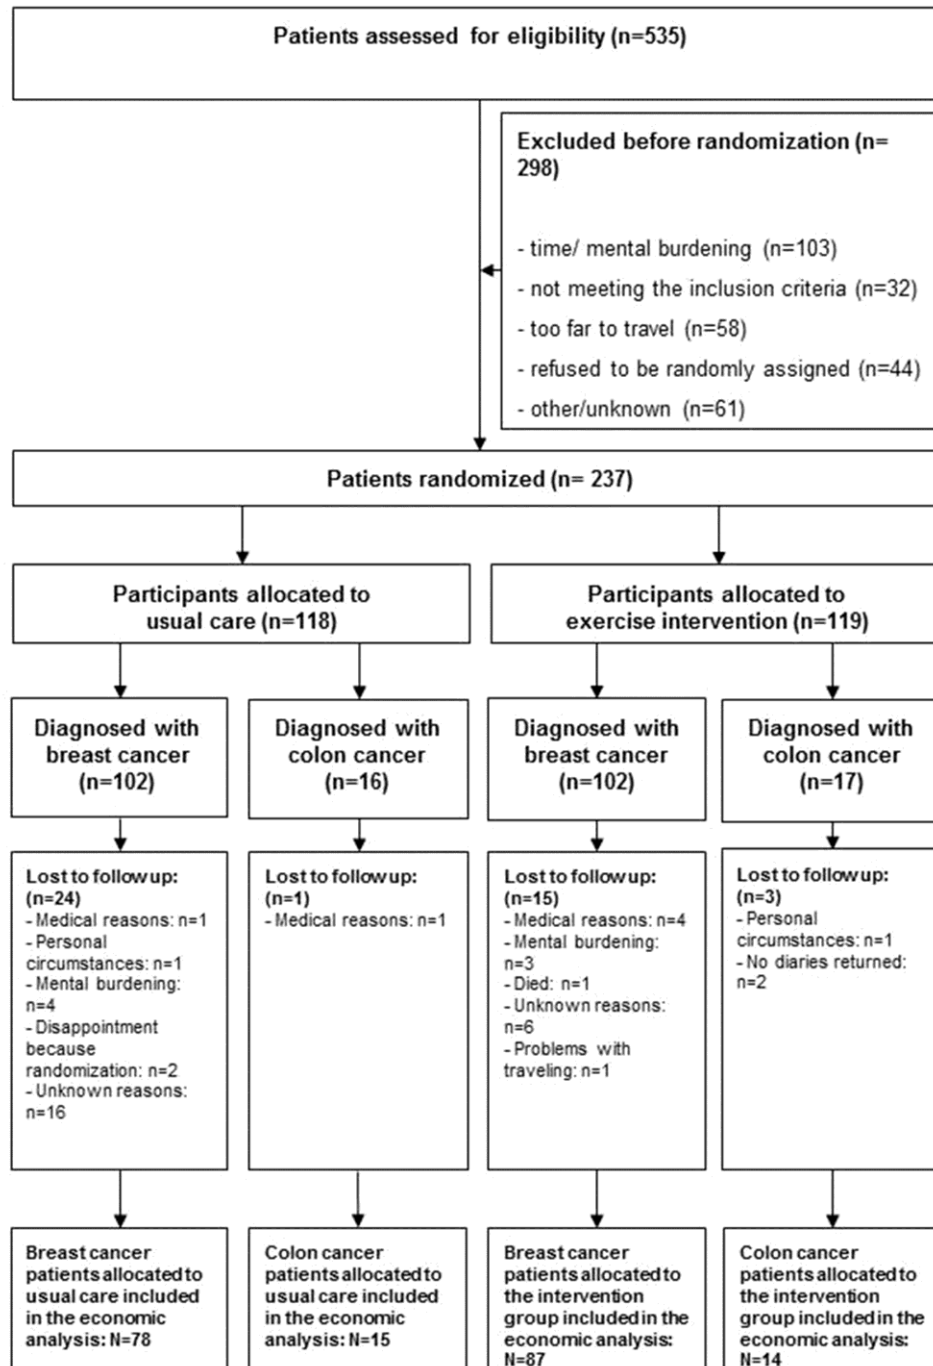 Patients assessed for eligibility (n=535)
Excluded before randomization (n=
298)
- time/ mental burdening (n=103)
- not meeting the inclusion criteria (n=32)
- too far to travel (n=58)
- refused to be randomly assigned (n=44)
- other/unknown (n=61)
Patients randomized (n= 237)
Participants allocated to
usual care (n=118)
Participants allocated to
exercise intervention (n=119)
Diagnosed with
breast cancer
(n=102)
Diagnosed with
colon cancer
(n=16)
Diagnosed with
breast cancer
(n=102)
Diagnosed with
colon cancer
(n=17)
Lost to follow up:
(n=24)
- Medical reasons: n=1
- Personal
circumstances: n=1
- Mental burdening:
n=4
- Disappointment
because
randomization: n=2
- Unknown reasons:
n=16
Lost to follow up:
(n=1)
- Medical reasons: n=1
Lost to follow up:
(n=15)
- Medical reasons: n=4
- Mental burdening:
n=3
- Died: n=1
- Unknown reasons:
n=6
- Problems with
traveling: n=1
Lost to follow up:
(n=3)
- Personal
circumstances: n=1
- No diaries returned:
n=2
Breast cancer
patients allocated to
usual care included
in the economic
analysis: N=78
Colon cancer
patients allocated to
usual care included
in the economic
analysis: N=15
Breast cancer
patients allocated to
the intervention
group included in the
economic analysis:
N=87
Colon cancer
patients allocated to
the intervention
group included in the
economic analysis:
N=14